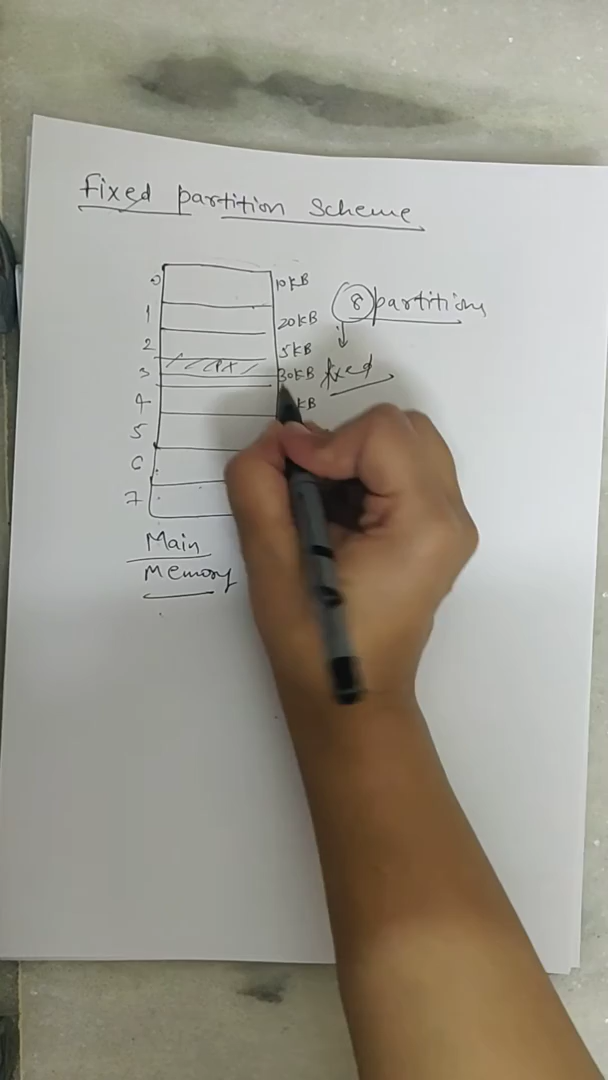 Fixed partition Scheme
0 10KB
8 partitions
1 20KB
2 5KB
3 30KB fixed
4 KB
5
6
7
Main
Memory